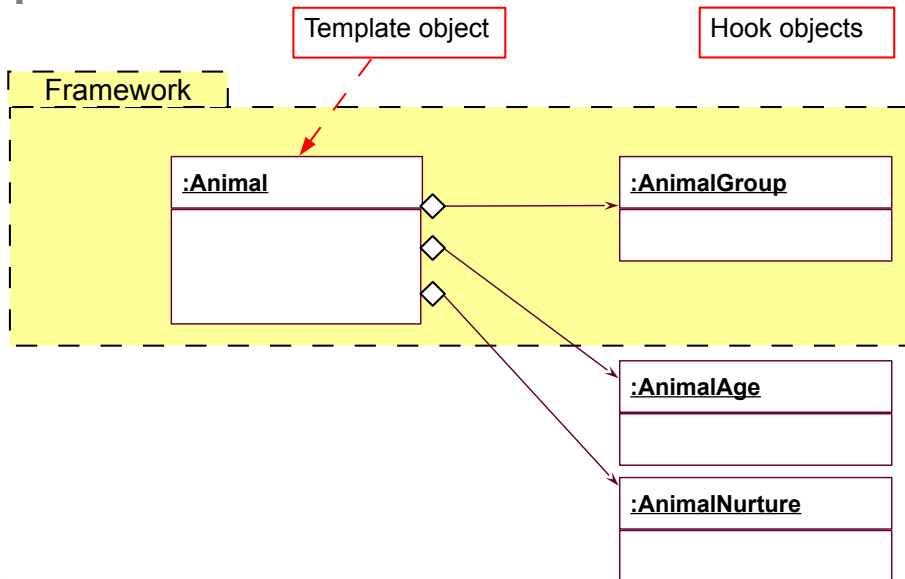 Template object
Hook objects
Framework
:Animal
:AnimalGroup
:AnimalAge
:AnimalNurture